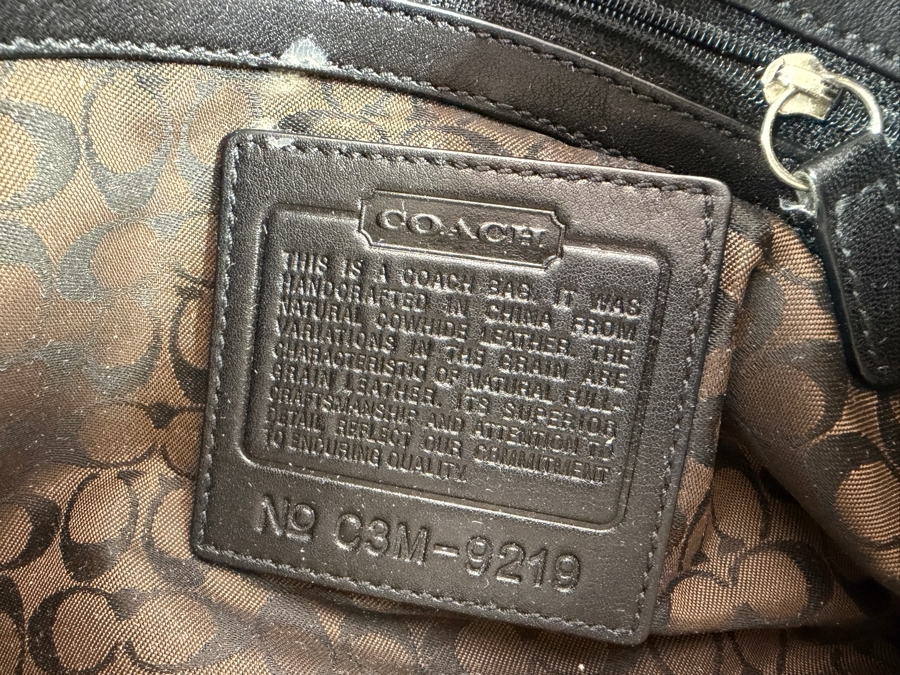 COACH
THIS IS A COACH BAG. IT WAS
HANDCRAFTED IN CHINA FROM
NATURAL COWHIDE LEATHER. THE
VARIATIONS IN THE GRAIN ARE
CHARACTERISTIC OF NATURAL FULL-
GRAIN LEATHER. ITS SUPERIOR
CRAFTSMANSHIP AND ATTENTION TO
DETAIL REFLECT OUR COMMITMENT
TO ENDURING QUALITY.
No C3M-9219